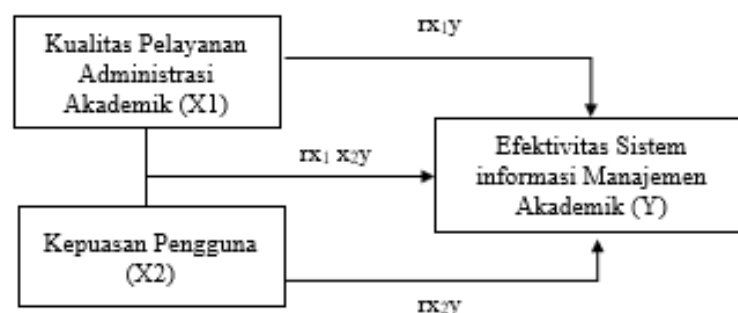 rx₁y
Kualitas Pelayanan
Administrasi
Akademik (X1)
rx₁ x₂y
Efektivitas Sistem
informasi Manajemen
Akademik (Y)
Kepuasan Pengguna
(X2)
rx₂y